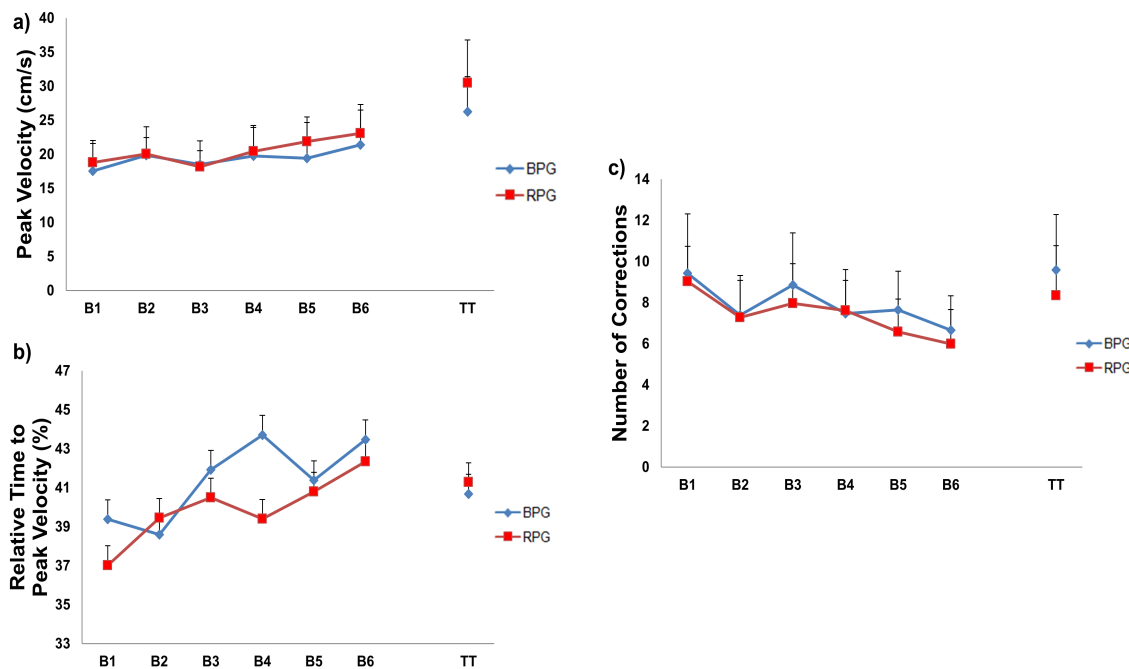 a)
Peak Velocity (cm/s)
40
35
30
25
20
15
10
5
0
B1 B2 B3 B4 B5 B6 TT
BPG
RPG
b)
Relative Time to
Peak Velocity (%)
47
45
43
41
39
37
35
33
B1 B2 B3 B4 B5 B6 TT
BPG
RPG
c)
Number of Corrections
14
12
10
8
6
4
2
0
B1 B2 B3 B4 B5 B6 TT
BPG
RPG